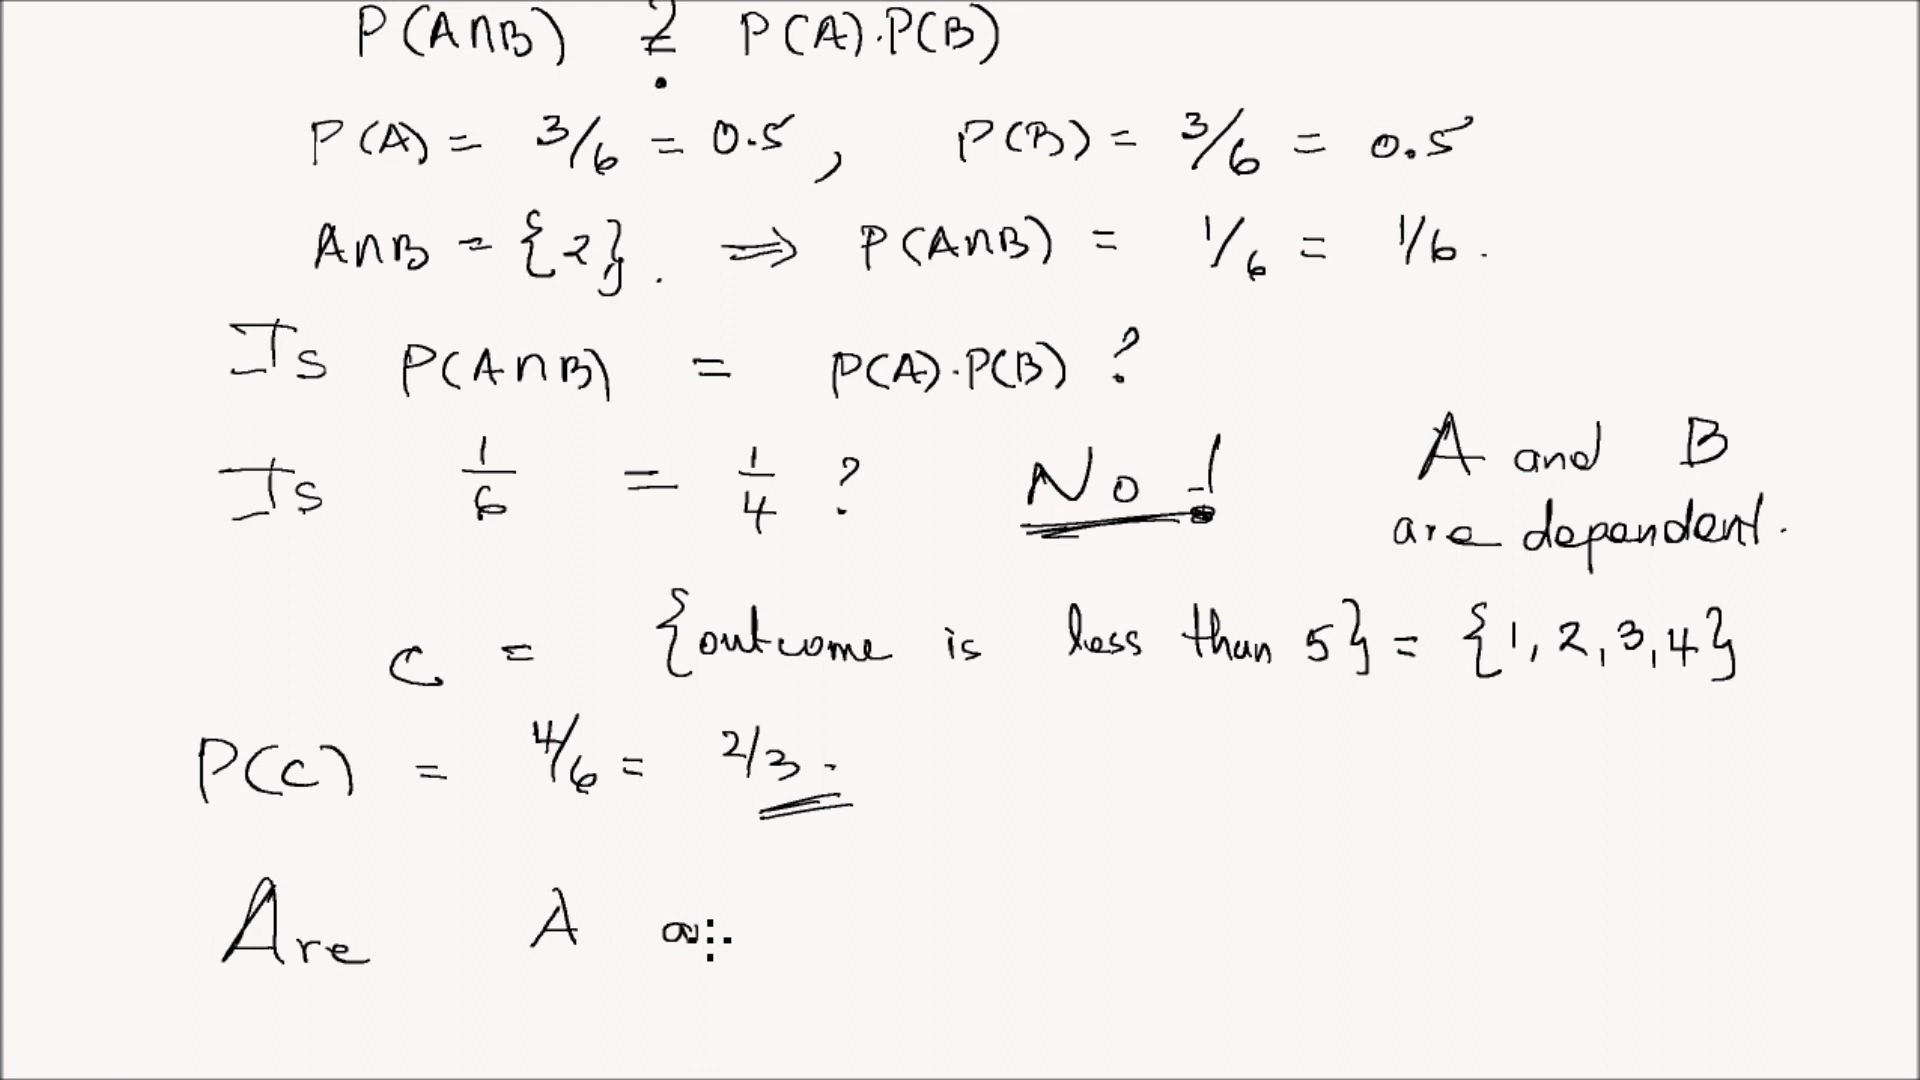 P(A∩B) ≟ P(A).P(B)
P(A) = 3/6 = 0.5, P(B) = 3/6 = 0.5
A∩B = {2}. ⇒ P(A∩B) = 1/6 = 1/6.
Is P(A∩B) = P(A).P(B) ?
Is 1/6 = 1/4 ? No! A and B
are dependent.
C = {outcome is less than 5} = {1, 2, 3, 4}
P(C) = 4/6 = 2/3.
Are A